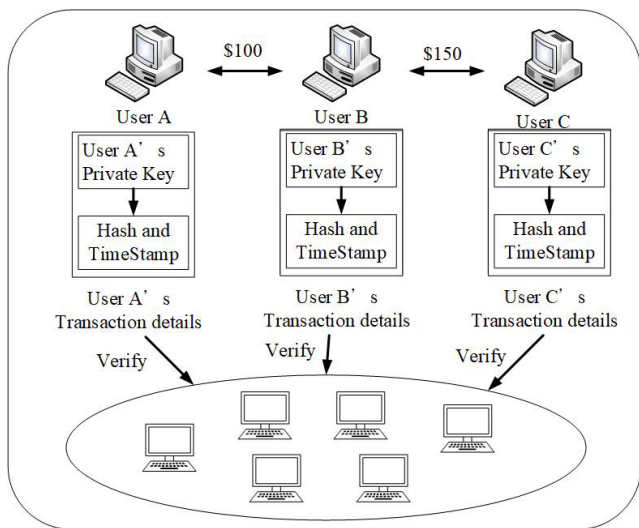 $100
$150
User A
User B
User C
User A’s
Private Key
Hash and
TimeStamp
User A’s
Transaction details
Verify
User B’s
Private Key
Hash and
TimeStamp
User B’s
Transaction details
Verify
User C’s
Private Key
Hash and
TimeStamp
User C’s
Transaction details
Verify